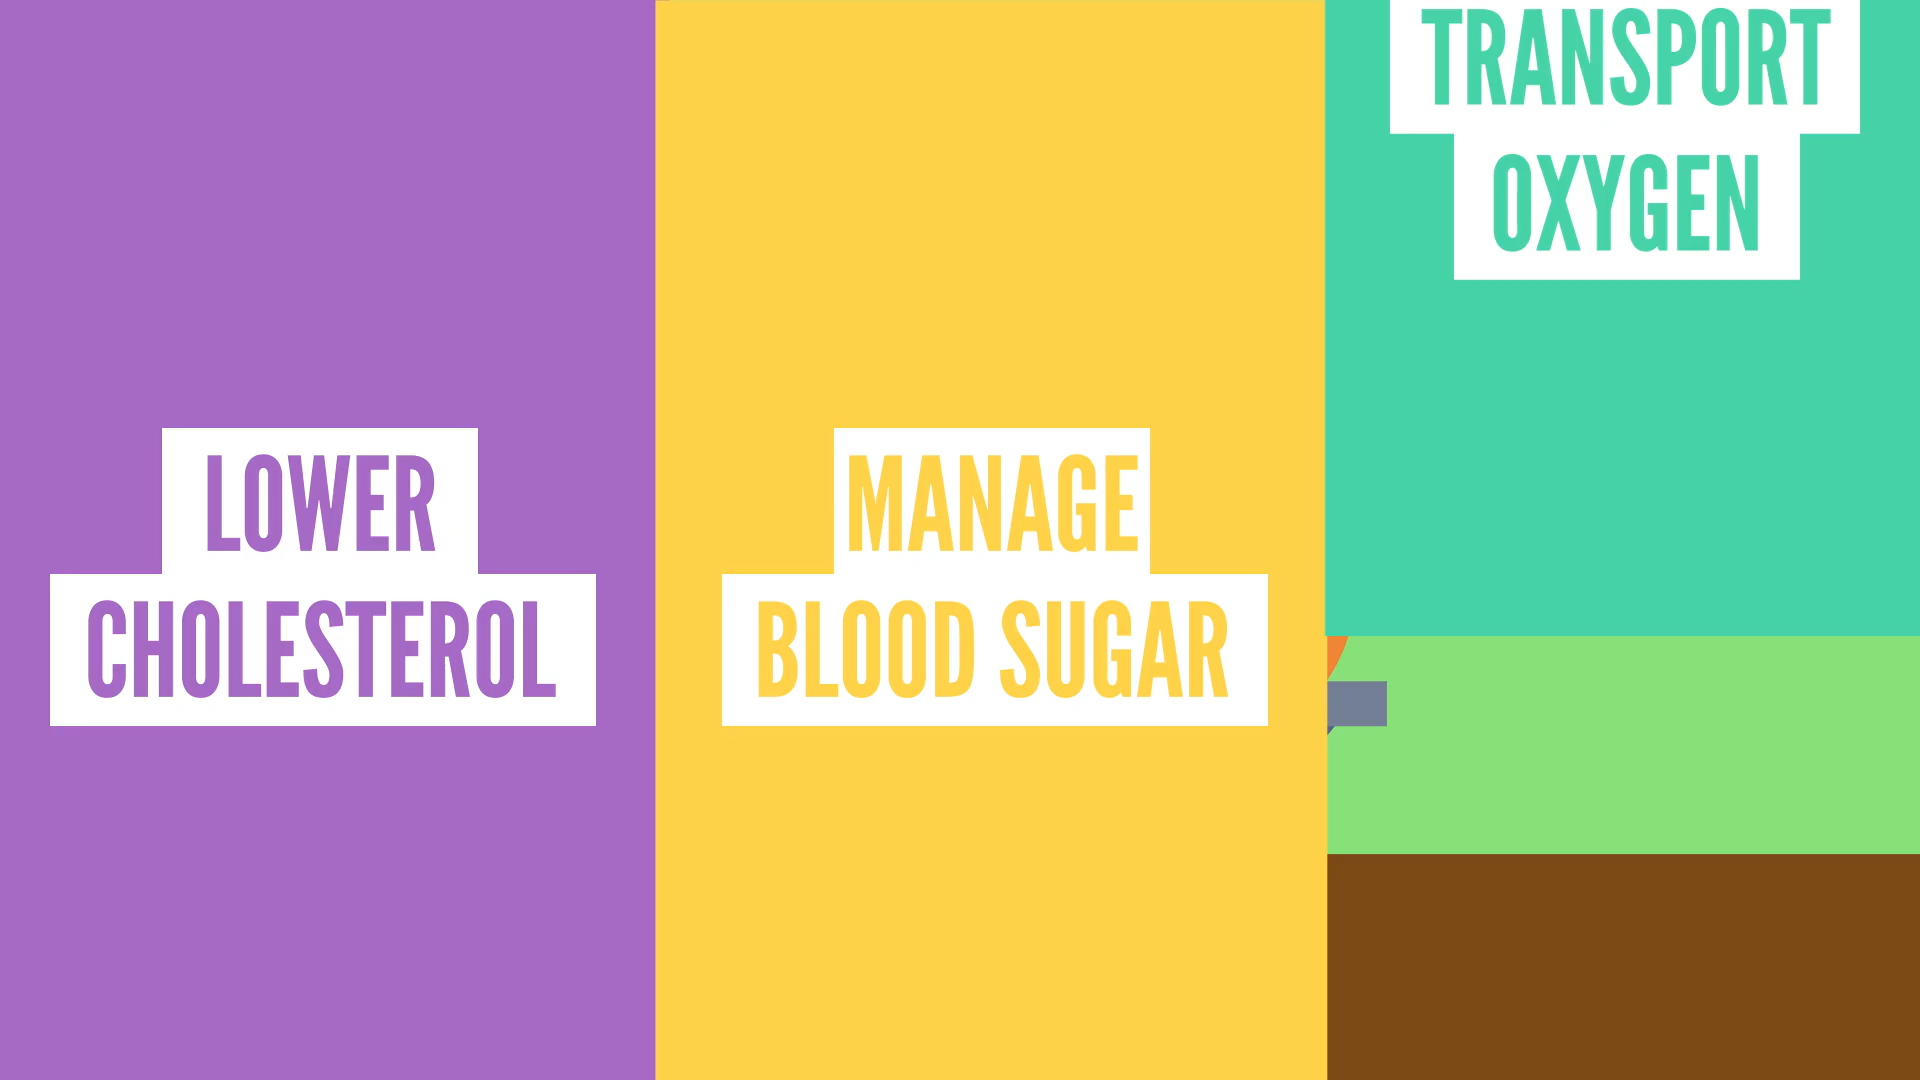 LOWER
CHOLESTEROL
MANAGE
BLOOD SUGAR
TRANSPORT
OXYGEN